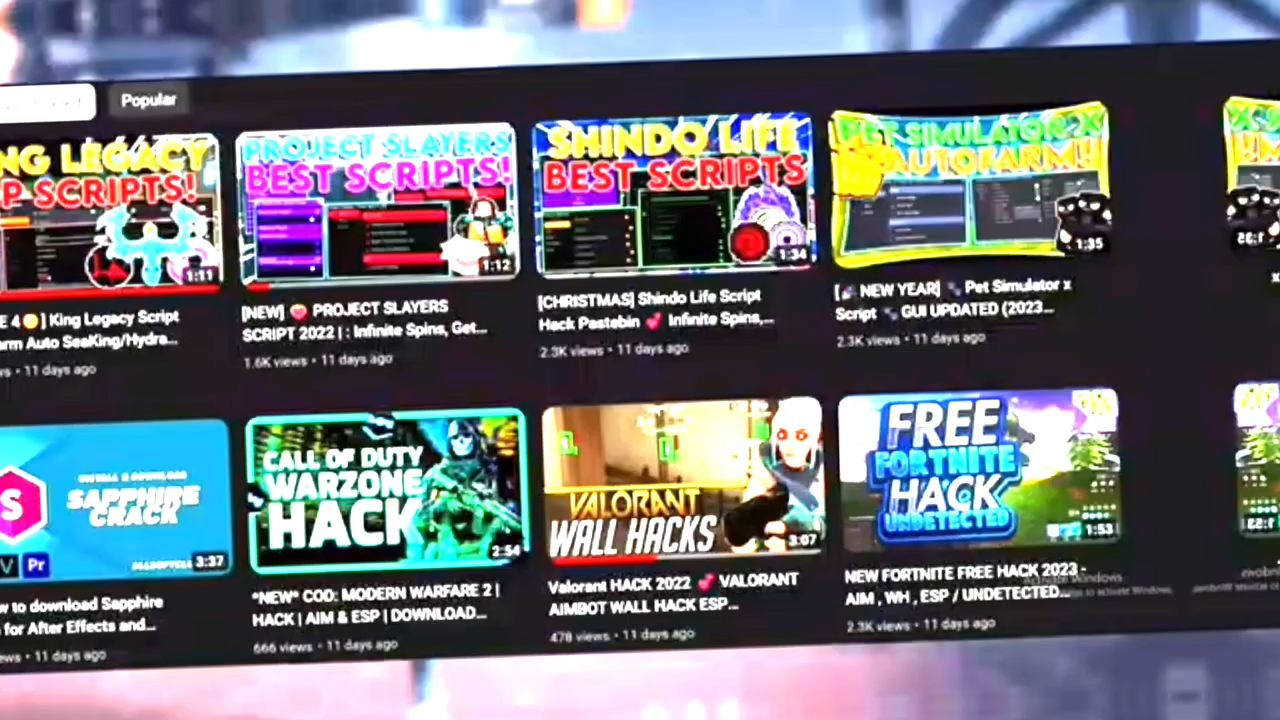 Popular
NG LEGACY
P SCRIPTS!
1:11
PROJECT SLAYERS
BEST SCRIPTS!
1:12
SHINDO LIFE
BEST SCRIPTS
1:34
PET SIMULATOR X
AUTOFARM!!
1:35
E 4 ] King Legacy Script
arm Auto SeaKing/Hydra...
11 days ago
[NEW] PROJECT SLAYERS
SCRIPT 2022 | : Infinite Spins, Get...
1.6K views • 11 days ago
[CHRISTMAS] Shindo Life Script
Hack Pastebin 💕 Infinite Spins,...
2.3K views • 11 days ago
[🎉 NEW YEAR] 🐾 Pet Simulator x
Script 🐾 GUI UPDATED (2023...
2.3K views • 11 days ago
S
INSTALL & DOWNLOAD
SAPPHIRE
CRACK
Pr
3:37
CALL OF DUTY
WARZONE
HACK
2:54
VALORANT
WALL HACKS
3:07
FREE
FORTNITE
HACK
UNDETECTED
1:53
w to download Sapphire
for After Effects and...
11 days ago
*NEW* COD: MODERN WARFARE 2 |
HACK | AIM & ESP | DOWNLOAD...
666 views • 11 days ago
Valorant HACK 2022 💕 VALORANT
AIMBOT WALL HACK ESP...
478 views • 11 days ago
NEW FORTNITE FREE HACK 2023 -
AIM , WH , ESP / UNDETECTED...
2.3K views • 11 days ago
Activate Windows